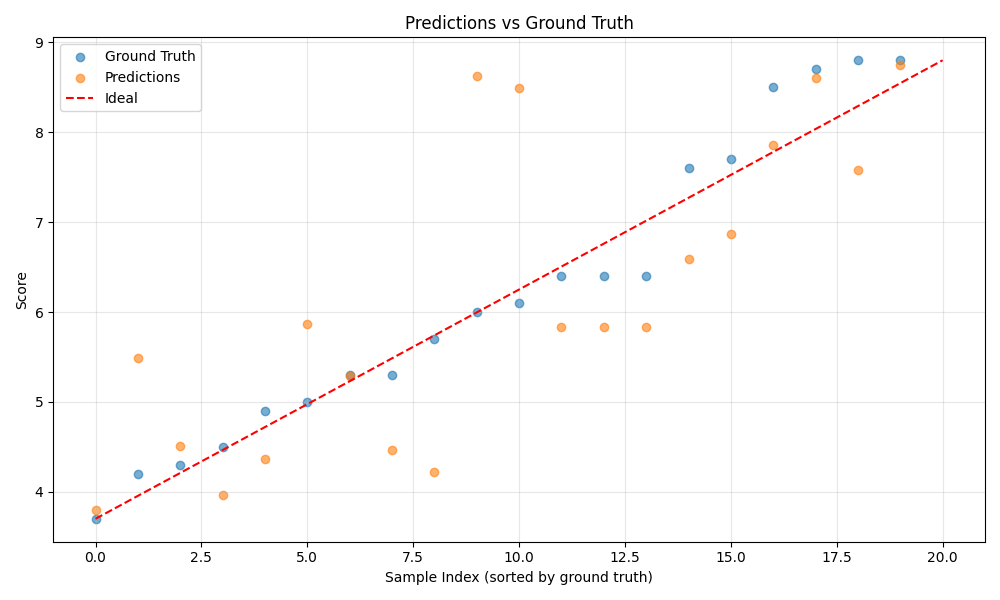 Predictions vs Ground Truth
Ground Truth
Predictions
Ideal
Score
9
8
7
6
5
4
0.0 2.5 5.0 7.5 10.0 12.5 15.0 17.5 20.0
Sample Index (sorted by ground truth)